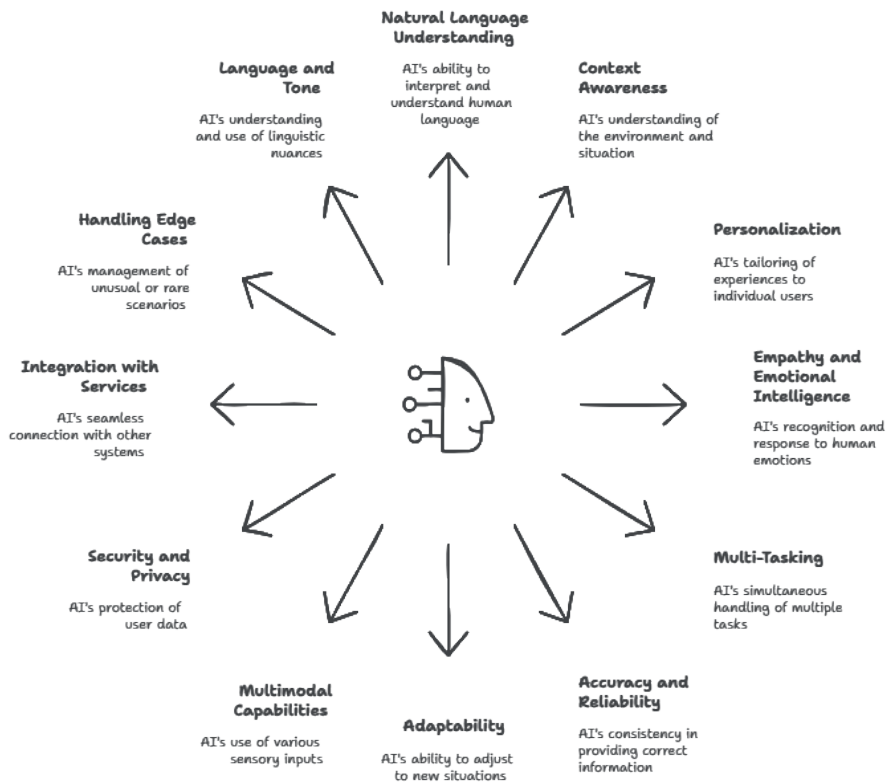 Natural Language
Understanding
AI's ability to
interpret and
understand human
language
Context
Awareness
AI's understanding of
the environment and
situation
Personalization
AI's tailoring of
experiences to
individual users
Empathy and
Emotional
Intelligence
AI's recognition and
response to human
emotions
Multi-Tasking
AI's simultaneous
handling of multiple
tasks
Accuracy and
Reliability
AI's consistency in
providing correct
information
Adaptability
AI's ability to adjust
to new situations
Multimodal
Capabilities
AI's use of various
sensory inputs
Security and
Privacy
AI's protection of
user data
Integration with
Services
AI's seamless
connection with other
systems
Handling Edge
Cases
AI's management of
unusual or rare
scenarios
Language and
Tone
AI's understanding
and use of linguistic
nuances